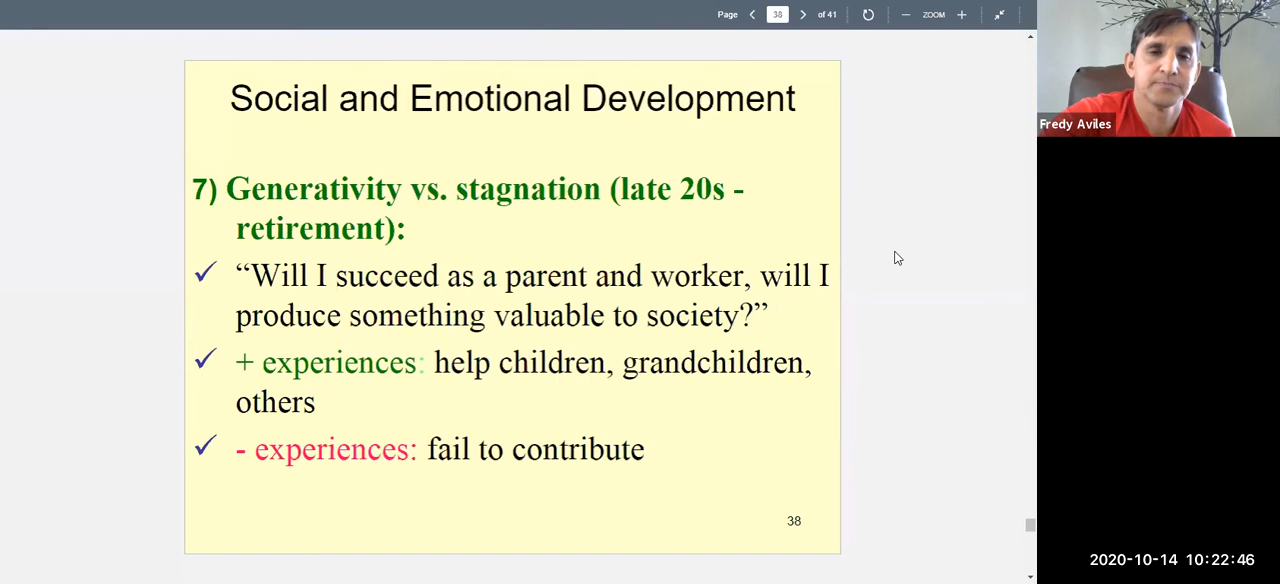 Page 38 of 41 ZOOM
Social and Emotional Development
7) Generativity vs. stagnation (late 20s -
retirement):
“Will I succeed as a parent and worker, will I
produce something valuable to society?”
+ experiences: help children, grandchildren,
others
- experiences: fail to contribute
38
Fredy Aviles
2020-10-14 10:22:46